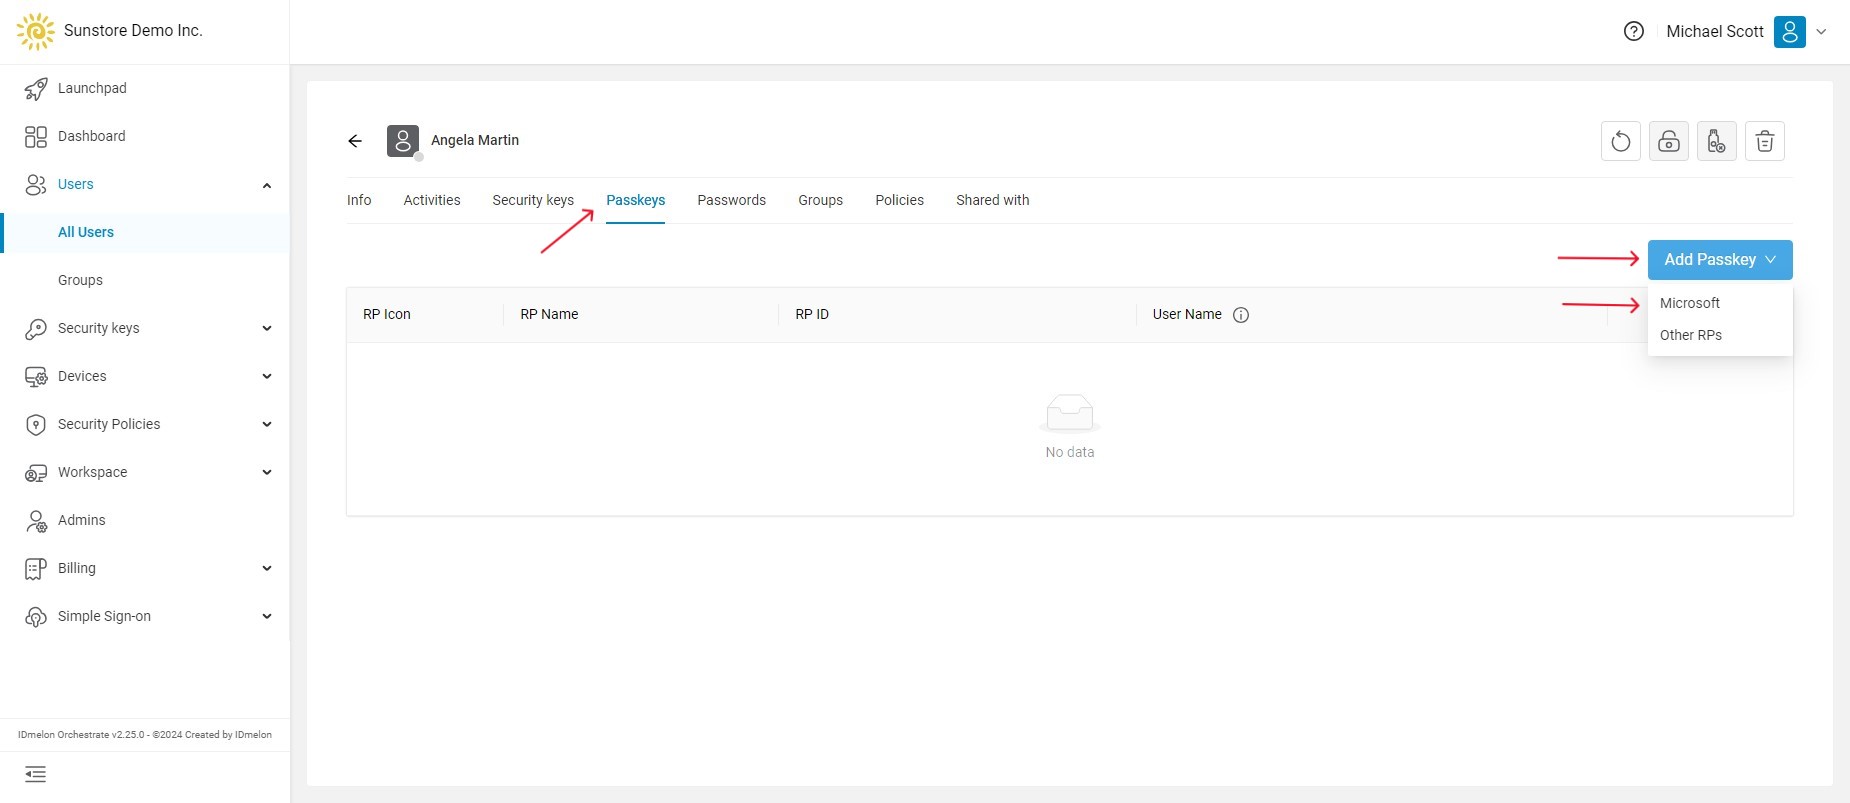 Sunstore Demo Inc.
Michael Scott
Launchpad
Dashboard
Users
All Users
Groups
Security keys
Devices
Security Policies
Workspace
Admins
Billing
Simple Sign-on
IDmelon Orchestrate v2.25.0 - ©2024 Created by IDmelon
Angela Martin
Info Activities Security keys Passkeys Passwords Groups Policies Shared with
Add Passkey
Microsoft
Other RPs
RP Icon RP Name RP ID User Name
No data